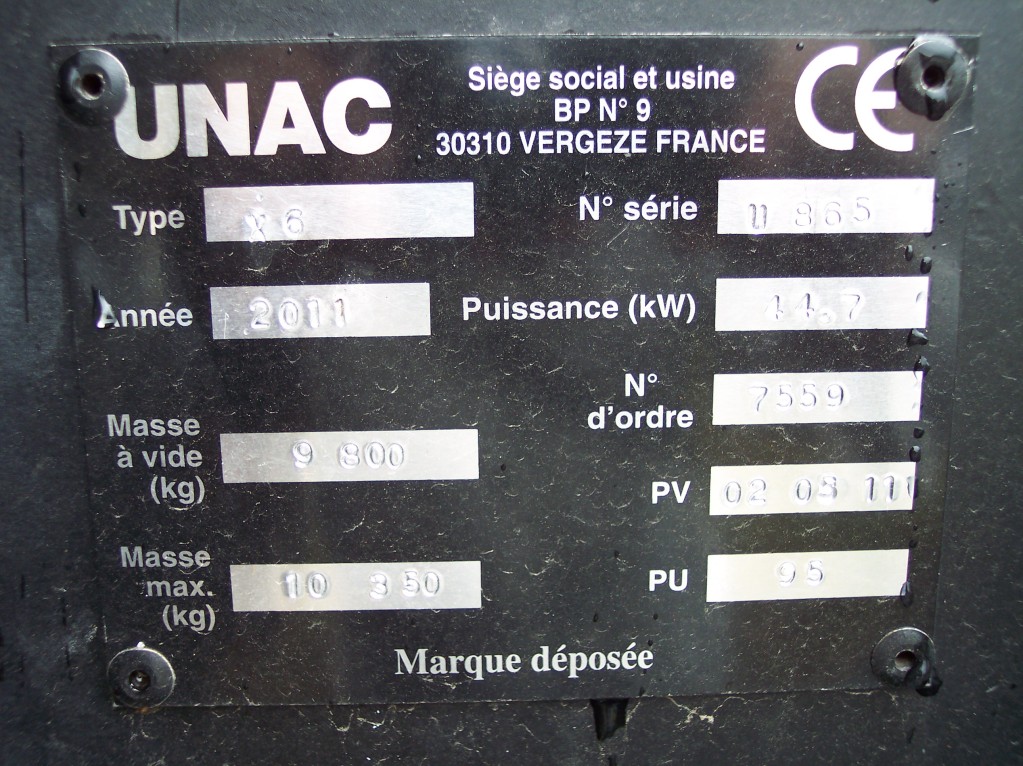 UNAC
Siège social et usine
BP N° 9
30310 VERGEZE FRANCE
CE
Type 6
N° série 865
Année 2011
Puissance (kW) 44.7
N°
d'ordre 7559
Masse
à vide
(kg) 9 800
PV 02
Masse
max.
(kg) 10 350
PU 95
Marque déposée